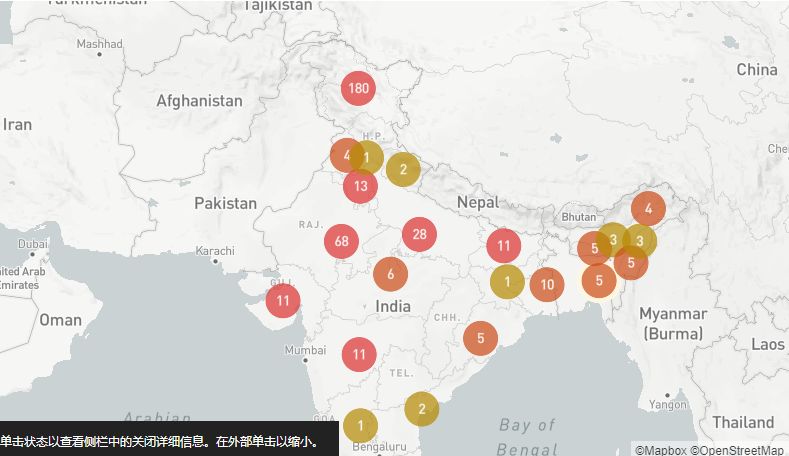 Turkmenistan
Tajikistan
Mashhad
China
180
Afghanistan
Iran
H.P.
4
1
2
13
Pakistan
Nepal
4
Bhutan
RAJ.
28
3
3
Dubai
68
11
5
Karachi
5
United Arab
Emirates
6
GUJ.
1
10
5
11
India
Oman
CHH.
Myanmar
(Burma)
5
Laos
Mumbai
11
TEL.
Yangon
2
Arabian
GOA
1
Bay of
Bengal
Thailand
单击状态以查看侧栏中的关闭详细信息。在外部单击以缩小。
Bengaluru
©Mapbox ©OpenStreetMap